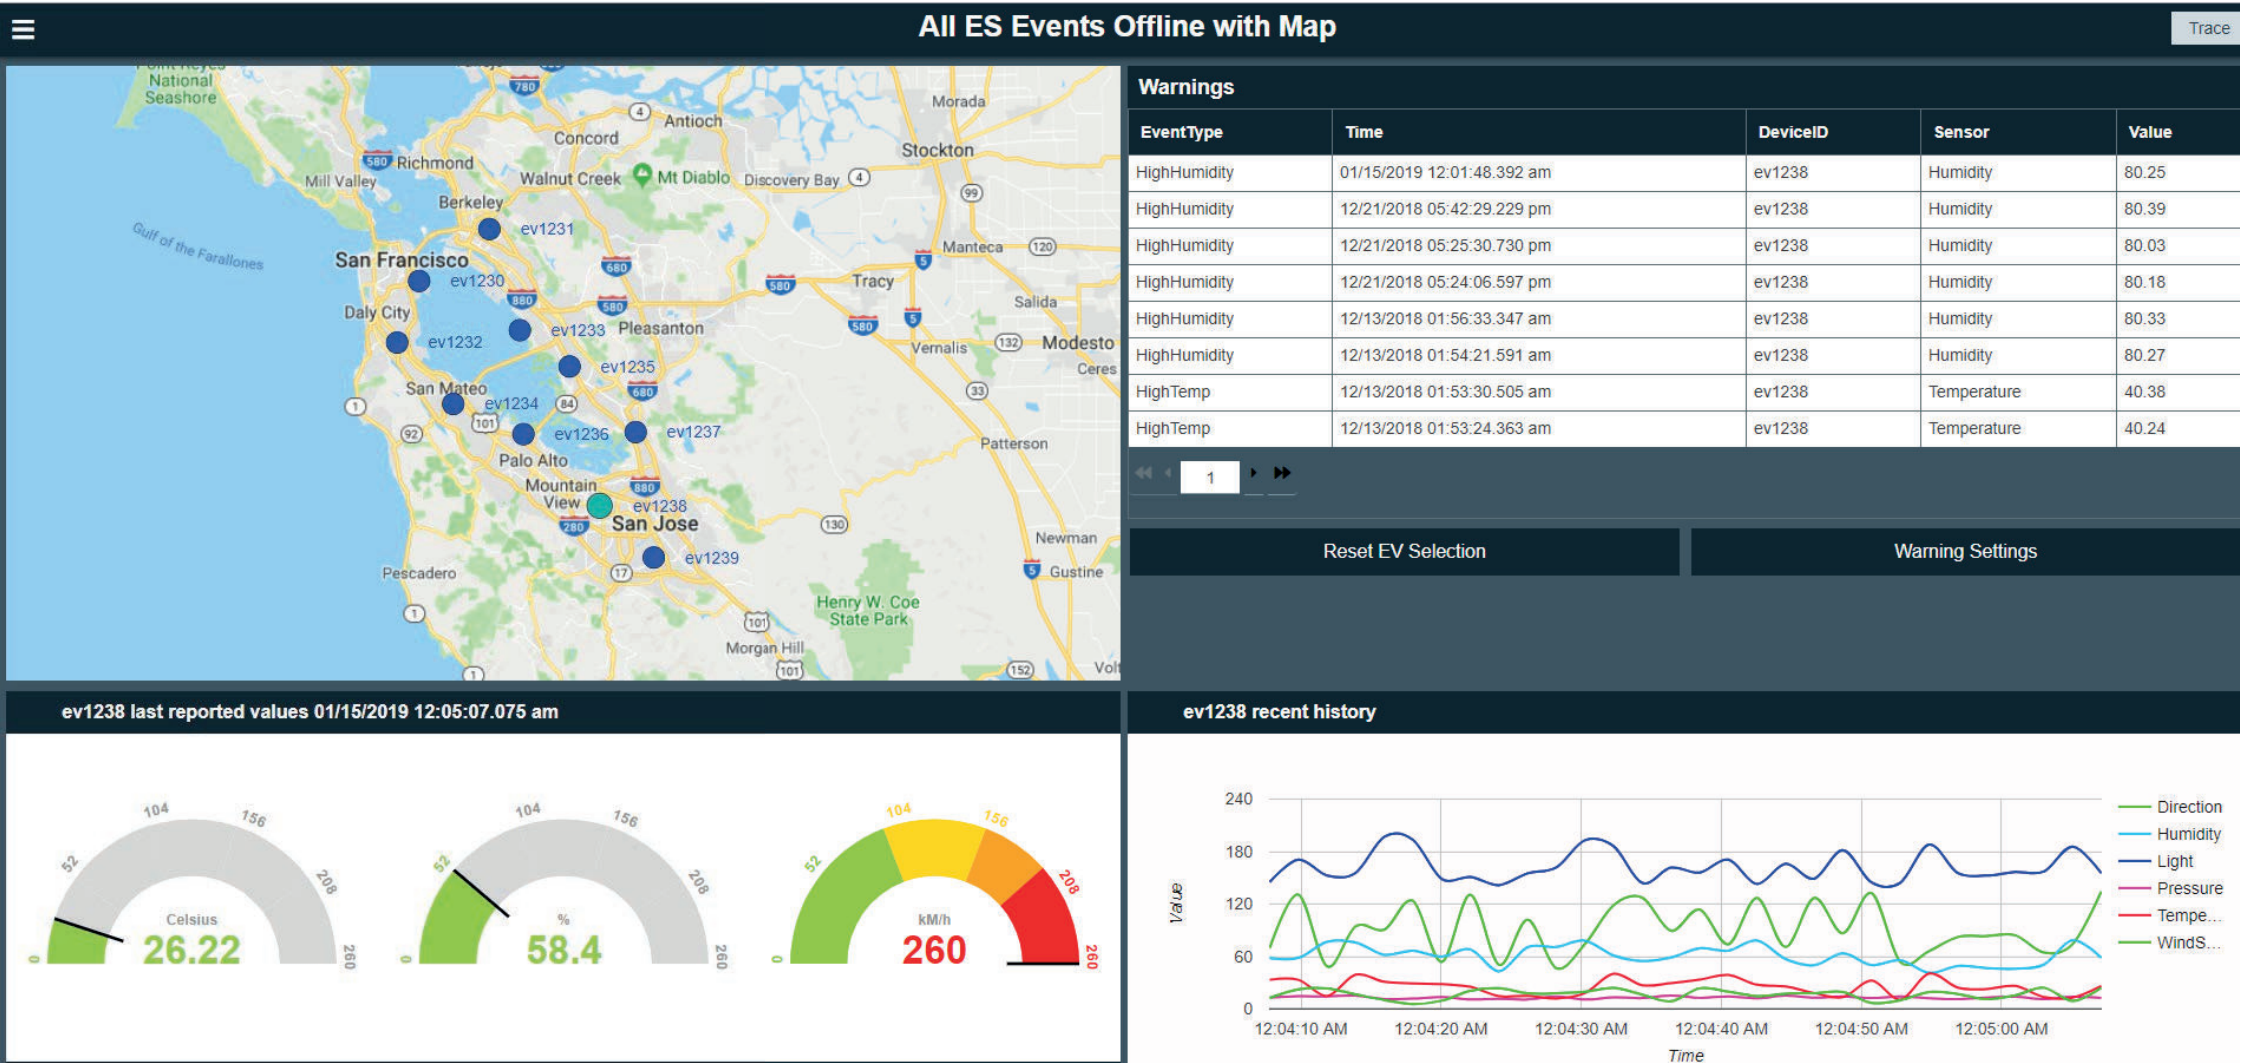 All ES Events Offline with Map
Trace
Point Reyes
National
Seashore
780
Morada
4
Antioch
Concord
Stockton
580
Richmond
Mill Valley
Walnut Creek
Mt Diablo
Discovery Bay
4
99
Berkeley
ev1231
Gulf of the Farallones
San Francisco
680
Manteca
120
5
ev1230
880
580
580
Tracy
Salida
Daly City
ev1233
Pleasanton
580
5
ev1232
Vernalis
132
Modesto
Ceres
ev1235
San Mateo
680
33
1
ev1234
84
101
92
ev1236
ev1237
Patterson
Palo Alto
Mountain
View
880
ev1238
280
San Jose
130
Newman
ev1239
Pescadero
17
5
Gustine
1
Henry W. Coe
State Park
101
Morgan Hill
101
152
Volt
1
Warnings
EventType Time DeviceID Sensor Value
HighHumidity 01/15/2019 12:01:48.392 am ev1238 Humidity 80.25
HighHumidity 12/21/2018 05:42:29.229 pm ev1238 Humidity 80.39
HighHumidity 12/21/2018 05:25:30.730 pm ev1238 Humidity 80.03
HighHumidity 12/21/2018 05:24:06.597 pm ev1238 Humidity 80.18
HighHumidity 12/13/2018 01:56:33.347 am ev1238 Humidity 80.33
HighHumidity 12/13/2018 01:54:21.591 am ev1238 Humidity 80.27
HighTemp 12/13/2018 01:53:30.505 am ev1238 Temperature 40.38
HighTemp 12/13/2018 01:53:24.363 am ev1238 Temperature 40.24
1
Reset EV Selection
Warning Settings
ev1238 last reported values 01/15/2019 12:05:07.075 am
0 52 104 156 208 260
Celsius
26.22
0 52 104 156 208 260
%
58.4
0 52 104 156 208 260
kM/h
260
ev1238 recent history
Value
240
180
120
60
0
12:04:10 AM 12:04:20 AM 12:04:30 AM 12:04:40 AM 12:04:50 AM 12:05:00 AM
Time
Direction
Humidity
Light
Pressure
Tempe...
WindS...